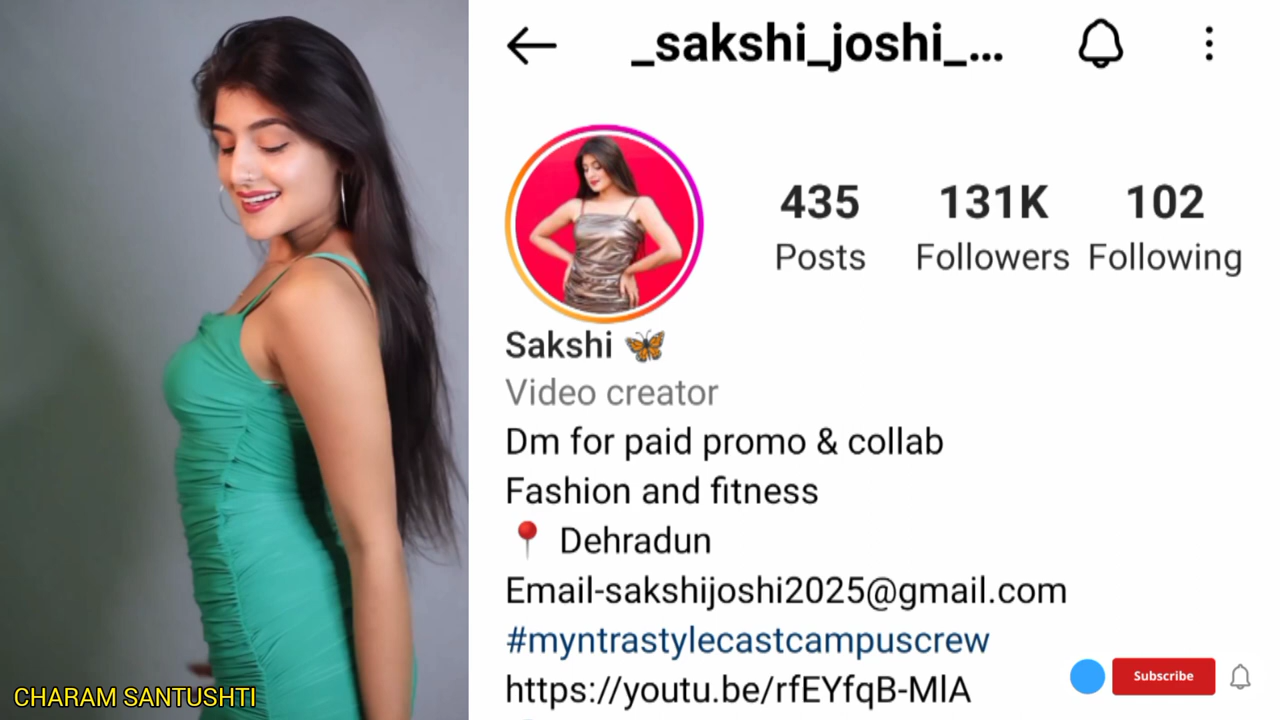 _sakshi_joshi_...
435 131K 102
Posts Followers Following
Sakshi 🦋
Video creator
Dm for paid promo & collab
Fashion and fitness
📍 Dehradun
Email-sakshijoshi2025@gmail.com
#myntrastylecastcampuscrew
https://youtu.be/rfEYfqB-MlA
Subscribe
CHARAM SANTUSHTI